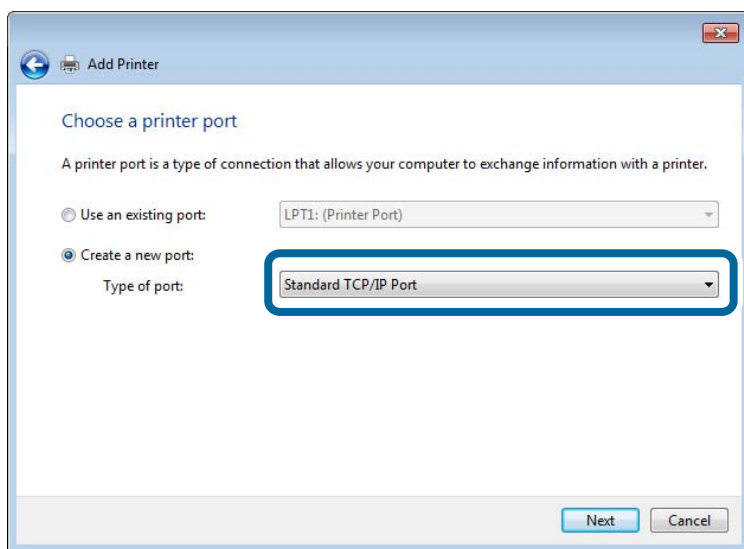 Add Printer
Choose a printer port
A printer port is a type of connection that allows your computer to exchange information with a printer.
Use an existing port: LPT1: (Printer Port)
Create a new port:
Type of port: Standard TCP/IP Port
Next Cancel